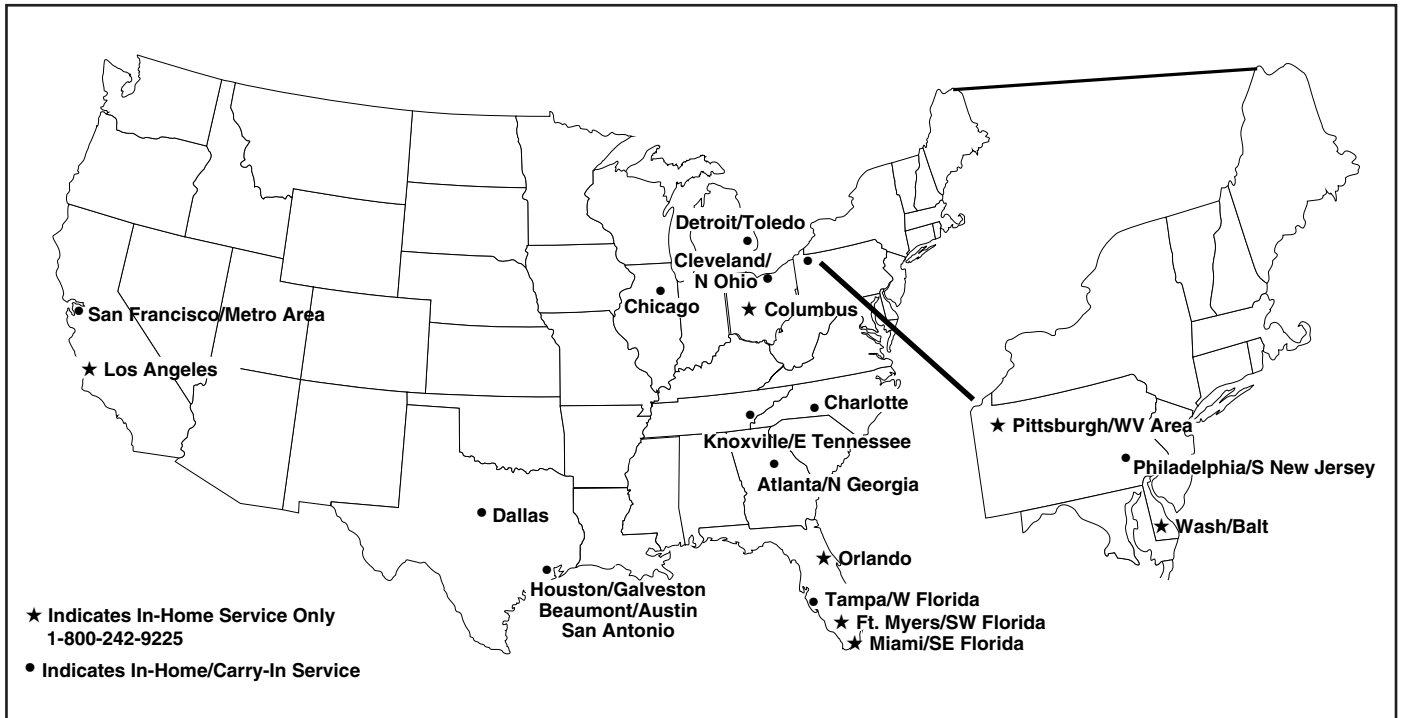 Detroit/Toledo
Cleveland/
N Ohio
Chicago
★ Columbus
San Francisco/Metro Area
★ Los Angeles
Charlotte
Knoxville/E Tennessee
Atlanta/N Georgia
★ Pittsburgh/WV Area
Philadelphia/S New Jersey
★ Wash/Balt
• Dallas
★ Orlando
Houston/Galveston
Beaumont/Austin
San Antonio
• Tampa/W Florida
★ Ft. Myers/SW Florida
★ Miami/SE Florida
★ Indicates In-Home Service Only
1-800-242-9225
• Indicates In-Home/Carry-In Service